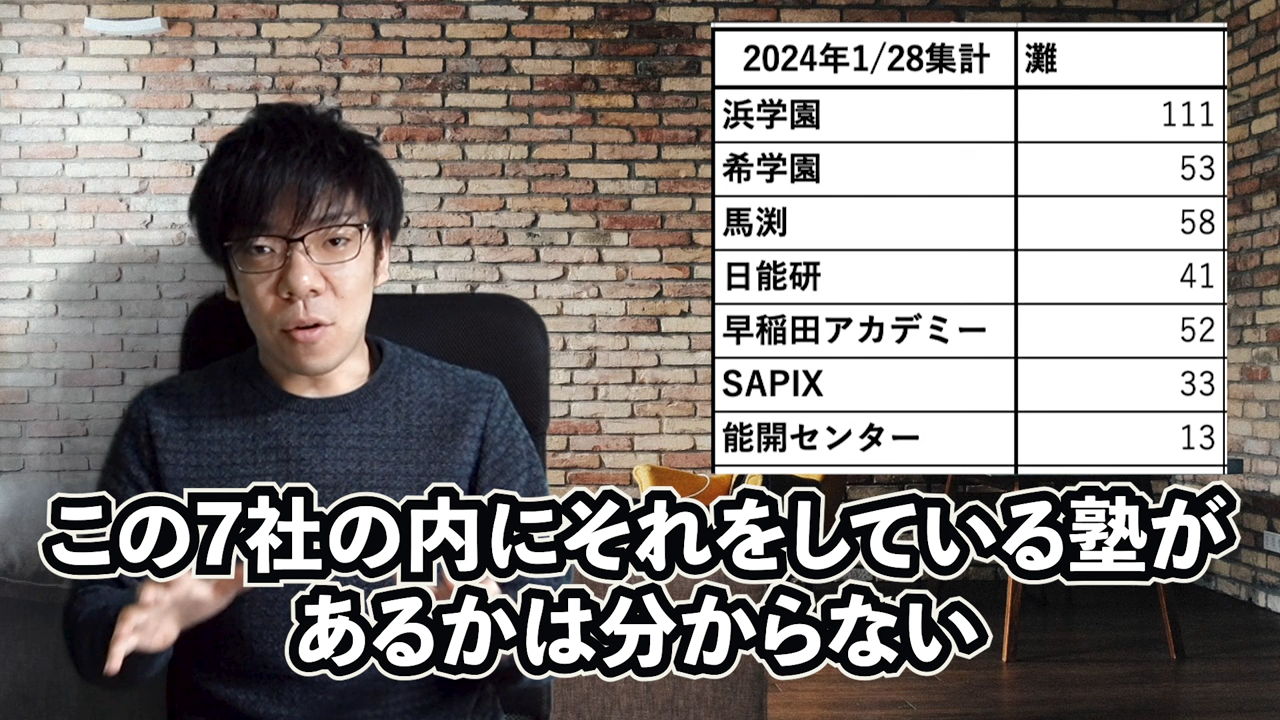 2024年1/28集計 灘
浜学園 111
希学園 53
馬渕 58
日能研 41
早稲田アカデミー 52
SAPIX 33
能開センター 13
この7社の内にそれをしている塾が
あるかは分からない